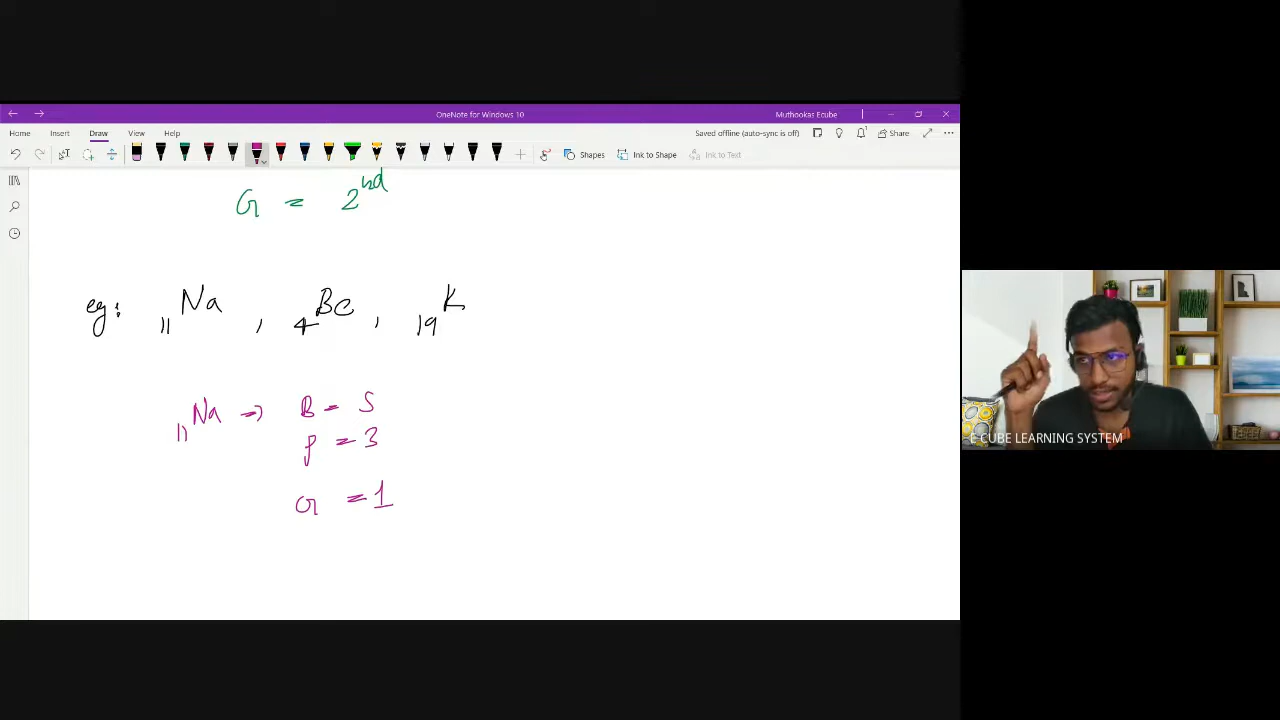 OneNote for Windows 10
Muthookas Ecube
Home Insert Draw View Help
Saved offline (auto-sync is off) Share
Shapes Ink to Shape Ink to Text
G = 2nd
eg: 11Na , 4Be , 19K
11Na => B = S
P = 3
G = 1
E CUBE LEARNING SYSTEM